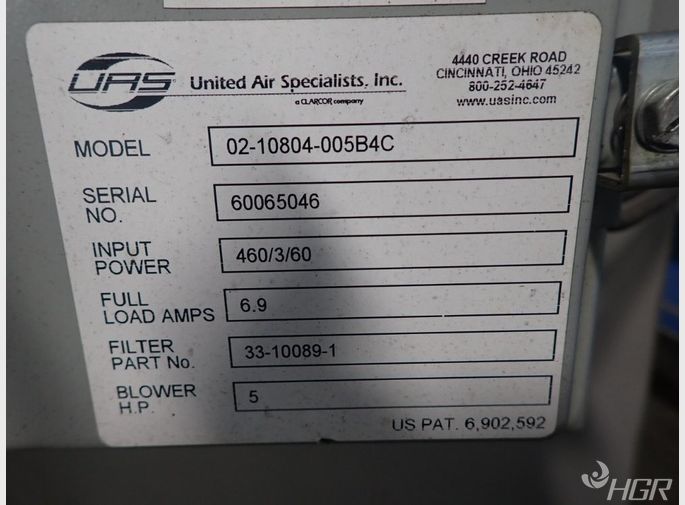 UAS
United Air Specialists, Inc.
a CLARCOR company
4440 CREEK ROAD
CINCINNATI, OHIO 45242
800-252-4647
www.uasinc.com
MODEL 02-10804-005B4C
SERIAL NO. 60065046
INPUT POWER 460/3/60
FULL LOAD AMPS 6.9
FILTER PART No. 33-10089-1
BLOWER H.P. 5
US PAT. 6,902,592
HGR